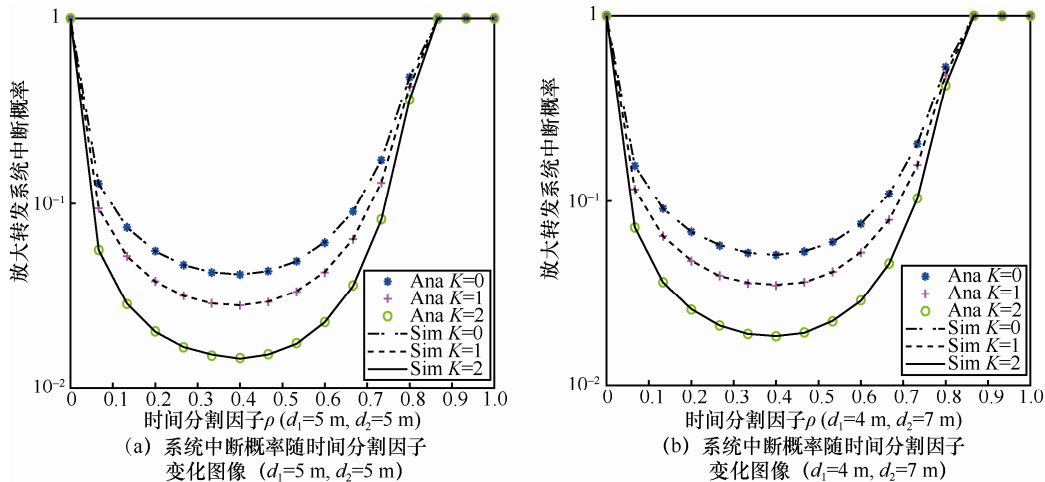 1
10⁻¹
10⁻²
放大转发系统中断概率
Ana K=0
Ana K=1
Ana K=2
Sim K=0
Sim K=1
Sim K=2
0 0.1 0.2 0.3 0.4 0.5 0.6 0.7 0.8 0.9 1.0
时间分割因子ρ (d₁=5 m, d₂=5 m)
(a) 系统中断概率随时间分割因子
变化图像 (d₁=5 m, d₂=5 m)
1
10⁻¹
10⁻²
放大转发系统中断概率
Ana K=0
Ana K=1
Ana K=2
Sim K=0
Sim K=1
Sim K=2
0 0.1 0.2 0.3 0.4 0.5 0.6 0.7 0.8 0.9 1.0
时间分割因子ρ (d₁=4 m, d₂=7 m)
(b) 系统中断概率随时间分割因子
变化图像 (d₁=4 m, d₂=7 m)